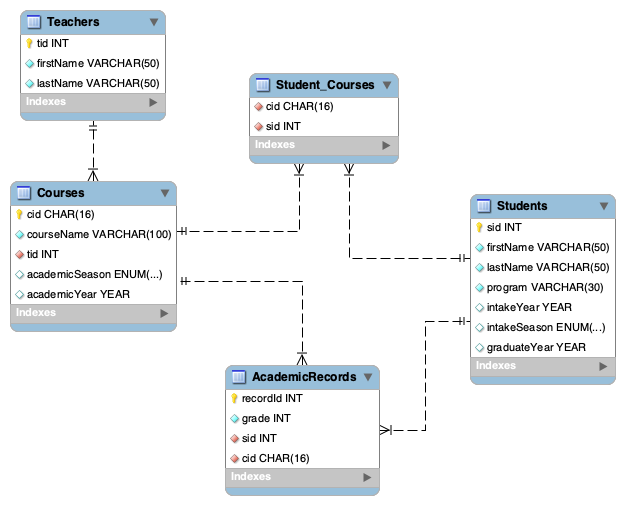 Teachers
tid INT
firstName VARCHAR(50)
lastName VARCHAR(50)
Indexes
Student_Courses
cid CHAR(16)
sid INT
Indexes
Courses
cid CHAR(16)
courseName VARCHAR(100)
tid INT
academicSeason ENUM(...)
academicYear YEAR
Indexes
Students
sid INT
firstName VARCHAR(50)
lastName VARCHAR(50)
program VARCHAR(30)
intakeYear YEAR
intakeSeason ENUM(...)
graduateYear YEAR
Indexes
AcademicRecords
recordId INT
grade INT
sid INT
cid CHAR(16)
Indexes